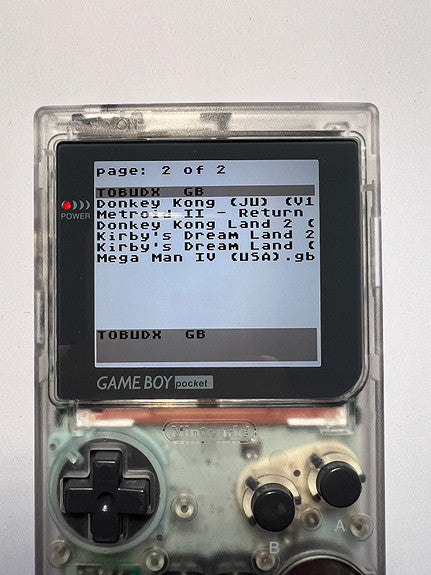 ON
page: 2 of 2
TOBUDX GB
Donkey Kong (JU) (V1
Metroid II - Return
Donkey Kong Land 2 (
Kirby's Dream Land 2
Kirby's Dream Land (
Mega Man IV (USA).gb
POWER
TOBUDX GB
GAME BOY pocket
Nintendo
B
A